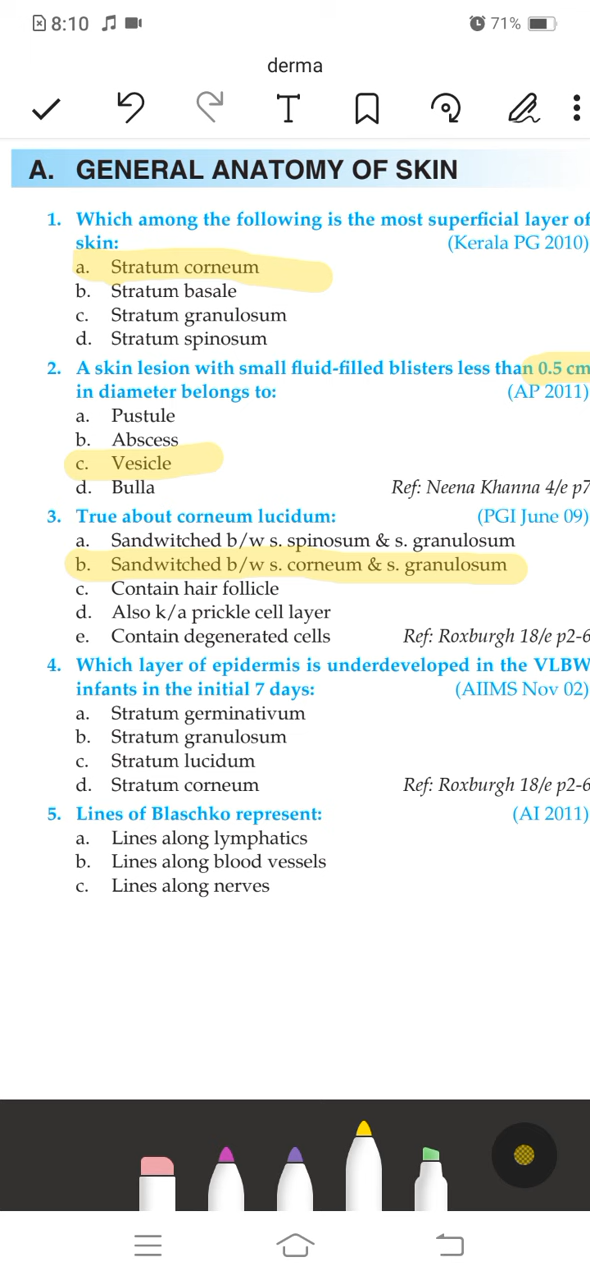 8:10
71%
derma
T
A. GENERAL ANATOMY OF SKIN
1. Which among the following is the most superficial layer of
skin: (Kerala PG 2010)
a. Stratum corneum
b. Stratum basale
c. Stratum granulosum
d. Stratum spinosum
2. A skin lesion with small fluid-filled blisters less than 0.5 cm
in diameter belongs to: (AP 2011)
a. Pustule
b. Abscess
c. Vesicle
d. Bulla Ref: Neena Khanna 4/e p7
3. True about corneum lucidum: (PGI June 09)
a. Sandwitched b/w s. spinosum & s. granulosum
b. Sandwitched b/w s. corneum & s. granulosum
c. Contain hair follicle
d. Also k/a prickle cell layer
e. Contain degenerated cells Ref: Roxburgh 18/e p2-6
4. Which layer of epidermis is underdeveloped in the VLBW
infants in the initial 7 days: (AIIMS Nov 02)
a. Stratum germinativum
b. Stratum granulosum
c. Stratum lucidum
d. Stratum corneum Ref: Roxburgh 18/e p2-6
5. Lines of Blaschko represent: (AI 2011)
a. Lines along lymphatics
b. Lines along blood vessels
c. Lines along nerves